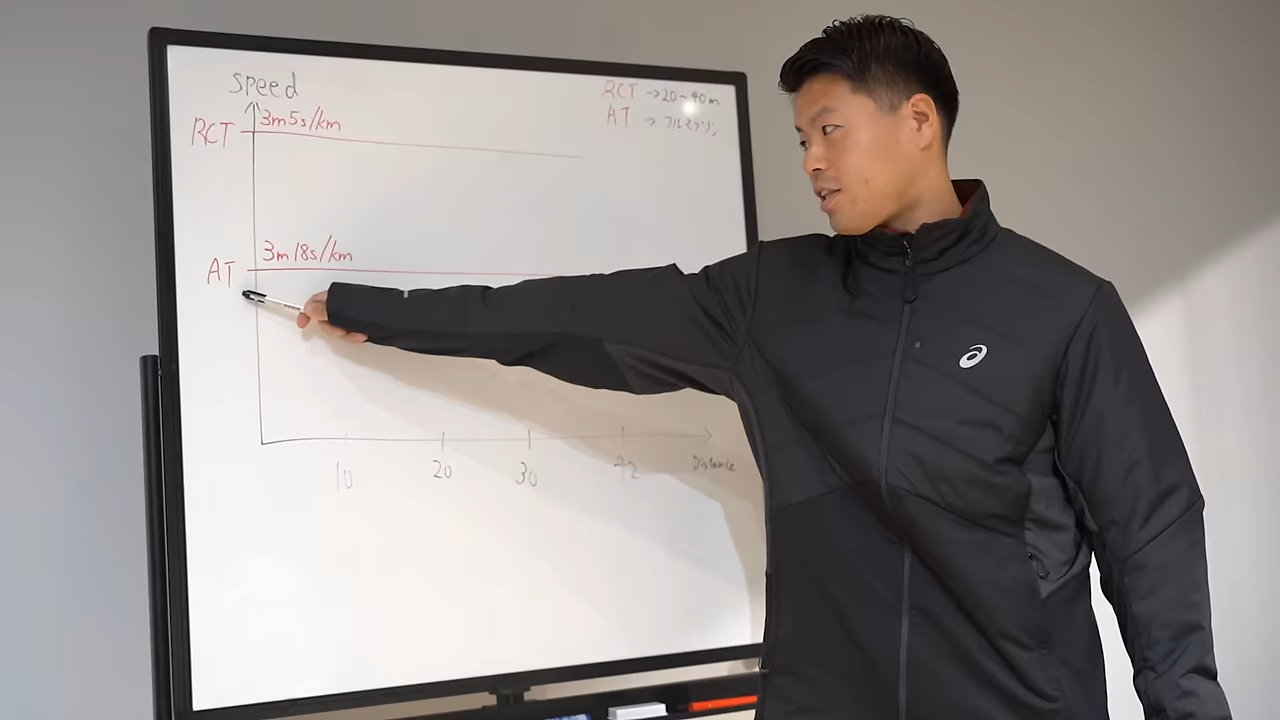 speed
RCT 3m5s/km
AT 3m18s/km
10 20 30 42 Distance
RCT →20~40m
AT → フルマラソン